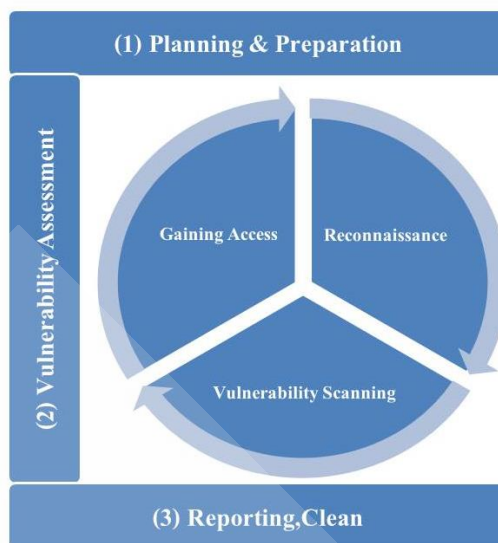 (1) Planning & Preparation
(2) Vulnerability Assessment
Gaining Access
Reconnaissance
Vulnerability Scanning
(3) Reporting,Clean